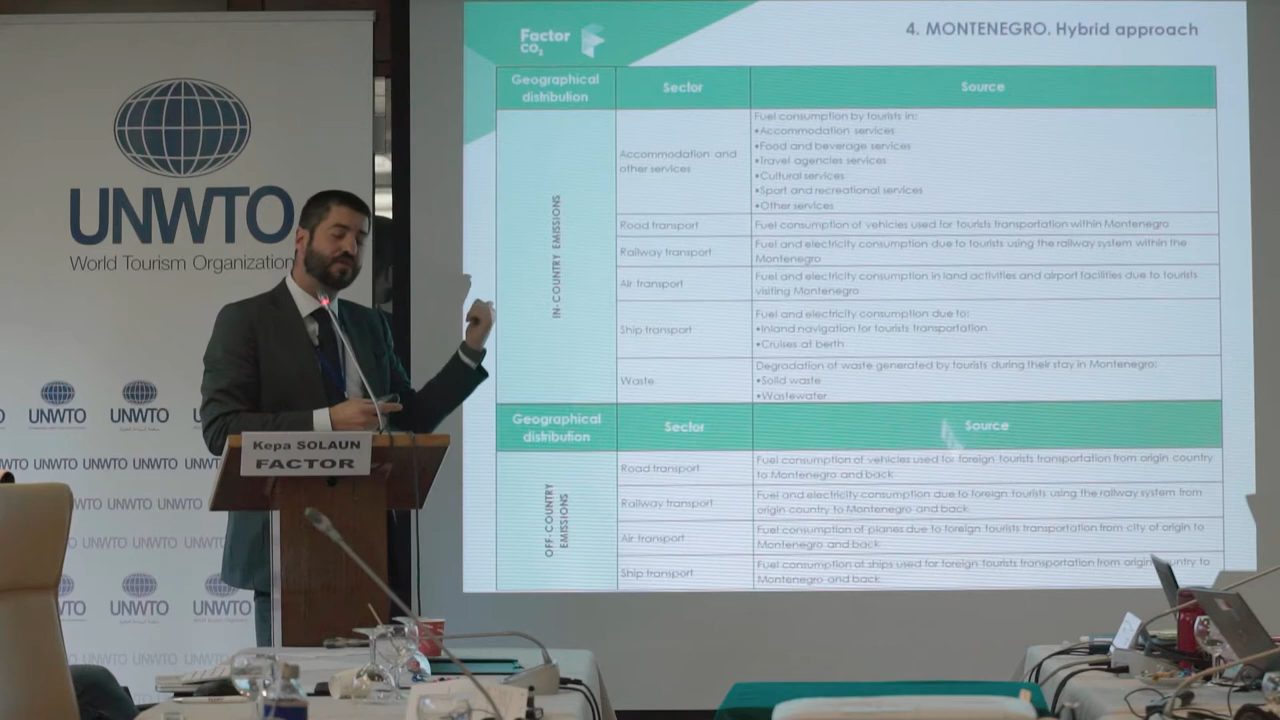 UNWTO
World Tourism Organization
Kepa SOLAUN
FACTOR
UNWTO
UNWTO
UNWTO UNWTO UNWTO UNWTO
UNWTO
UNWTO
Factor
CO₂
4. MONTENEGRO. Hybrid approach
Geographical
distribution
Sector
Source
IN-COUNTRY EMISSIONS
Accommodation and
other services
Fuel consumption by tourists in:
•Accommodation services
•Food and beverage services
•Travel agencies services
•Cultural services
•Sport and recreational services
•Other services
Road transport
Fuel consumption of vehicles used for tourists transportation within Montenegro
Railway transport
Fuel and electricity consumption due to tourists using the railway system within the
Montenegro
Air transport
Fuel and electricity consumption in land activities and airport facilities due to tourists
visiting Montenegro
Ship transport
Fuel and electricity consumption due to:
•Inland navigation for tourists transportation
•Cruises at berth
Waste
Degradation of waste generated by tourists during their stay in Montenegro:
•Solid waste
•Wastewater
Geographical
distribution
Sector
Source
OFF-COUNTRY
EMISSIONS
Road transport
Fuel consumption of vehicles used for foreign tourists transportation from origin country
to Montenegro and back
Railway transport
Fuel and electricity consumption due to foreign tourists using the railway system from
origin country to Montenegro and back
Air transport
Fuel consumption of planes due to foreign tourists transportation from city of origin to
Montenegro and back
Ship transport
Fuel consumption of ships used for foreign tourists transportation from origin country to
Montenegro and back